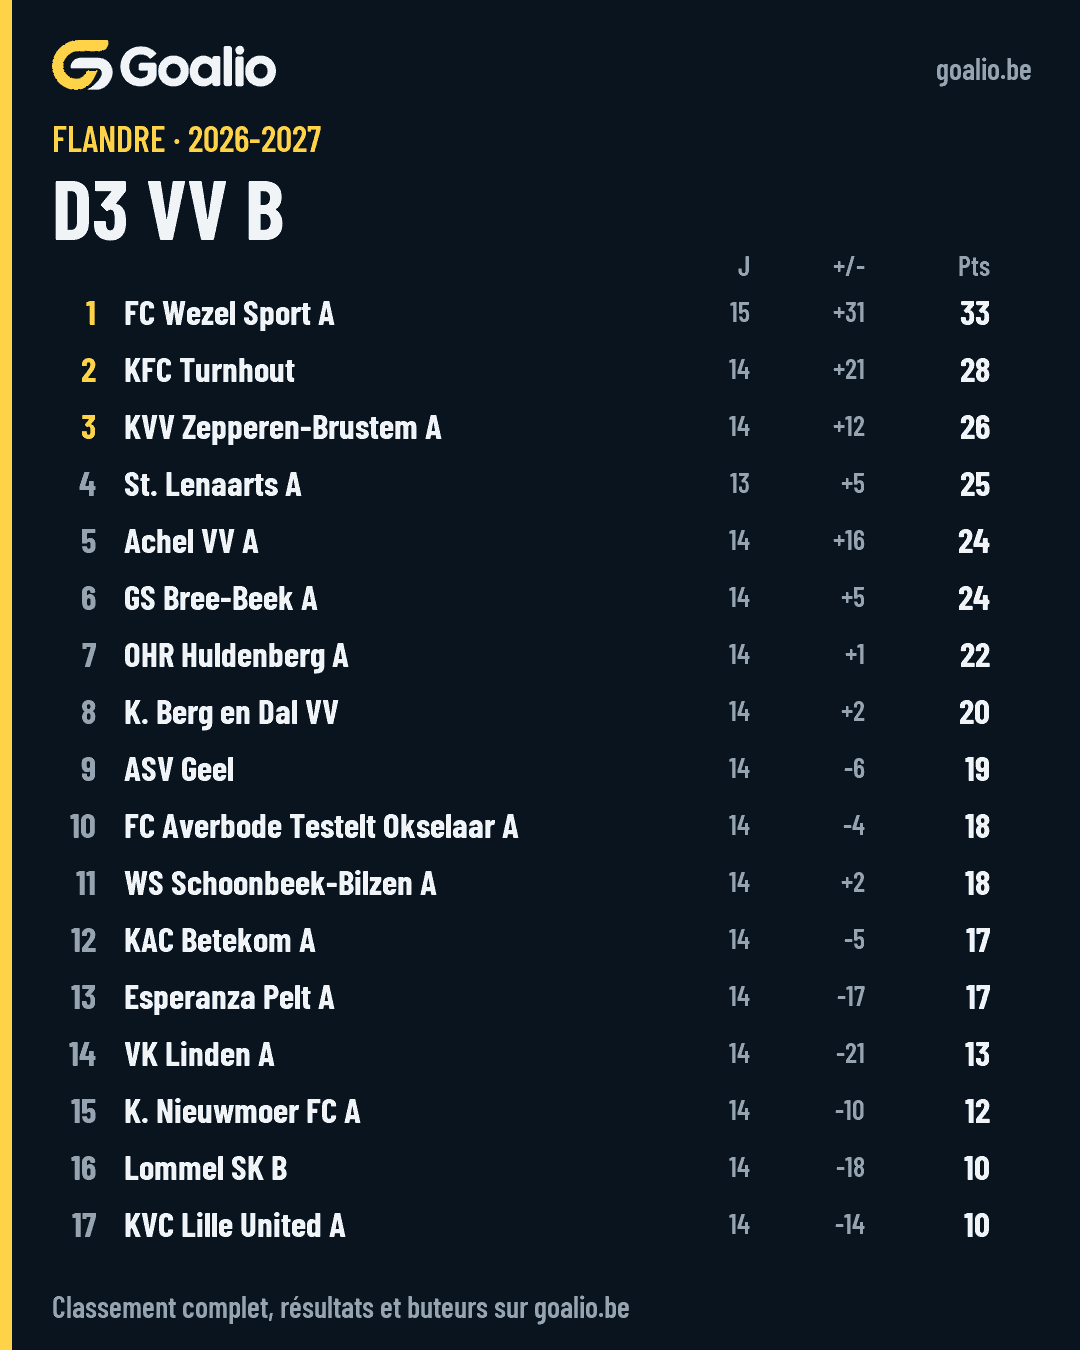 Goalio goalio.be
FLANDRE · 2026-2027
D3 VV B
J +/- Pts
1 FC Wezel Sport A 15 +31 33
2 KFC Turnhout 14 +21 28
3 KVV Zepperen-Brustem A 14 +12 26
4 St. Lenaarts A 13 +5 25
5 Achel VV A 14 +16 24
6 GS Bree-Beek A 14 +5 24
7 OHR Huldenberg A 14 +1 22
8 K. Berg en Dal VV 14 +2 20
9 ASV Geel 14 -6 19
10 FC Averbode Testelt Okselaar A 14 -4 18
11 WS Schoonbeek-Bilzen A 14 +2 18
12 KAC Betekom A 14 -5 17
13 Esperanza Pelt A 14 -17 17
14 VK Linden A 14 -21 13
15 K. Nieuwmoer FC A 14 -10 12
16 Lommel SK B 14 -18 10
17 KVC Lille United A 14 -14 10
Classement complet, résultats et buteurs sur goalio.be